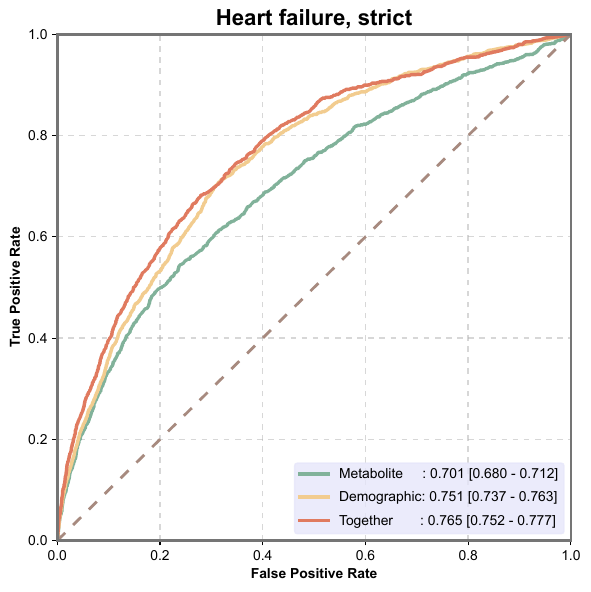 Heart failure, strict
True Positive Rate
1.0
0.8
0.6
0.4
0.2
0.0
Metabolite : 0.701 [0.680 - 0.712]
Demographic: 0.751 [0.737 - 0.763]
Together : 0.765 [0.752 - 0.777]
0.0 0.2 0.4 0.6 0.8 1.0
False Positive Rate